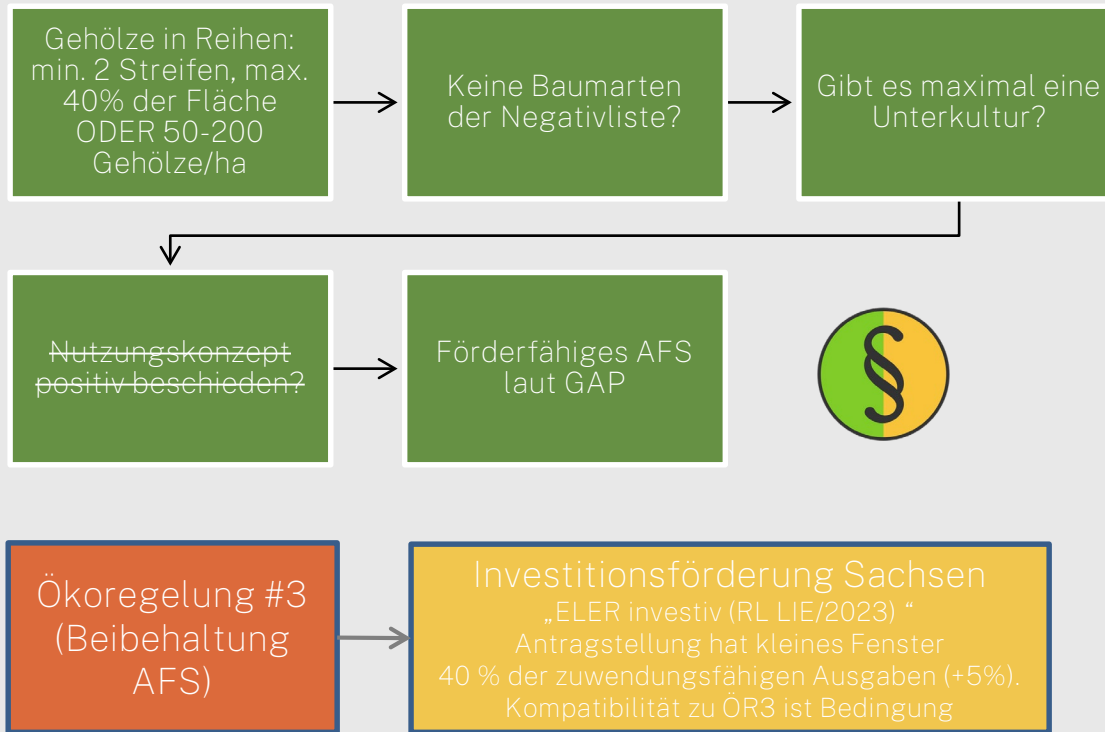 Gehölze in Reihen:
min. 2 Streifen, max.
40% der Fläche
ODER 50-200
Gehölze/ha
Keine Baumarten
der Negativliste?
Gibt es maximal eine
Unterkultur?
Nutzungskonzept
positiv beschieden?
Förderfähiges AFS
laut GAP
§
Ökoregelung #3
(Beibehaltung
AFS)
Investitionsförderung Sachsen
„ELER investiv (RL LIE/2023) “
Antragstellung hat kleines Fenster
40 % der zuwendungsfähigen Ausgaben (+5%).
Kompatibilität zu ÖR3 ist Bedingung